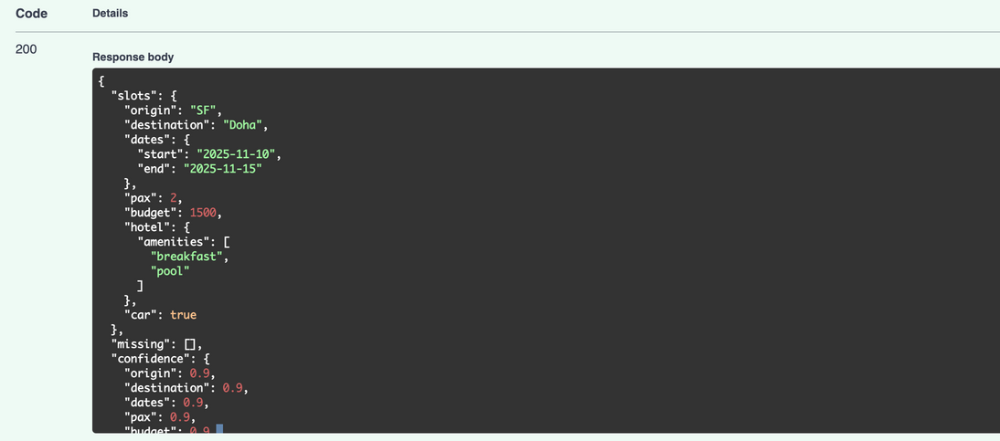 Code Details
200
Response body
{
  "slots": {
    "origin": "SF",
    "destination": "Doha",
    "dates": {
      "start": "2025-11-10",
      "end": "2025-11-15"
    },
    "pax": 2,
    "budget": 1500,
    "hotel": {
      "amenities": [
        "breakfast",
        "pool"
      ]
    },
    "car": true
  },
  "missing": [],
  "confidence": {
    "origin": 0.9,
    "destination": 0.9,
    "dates": 0.9,
    "pax": 0.9,
    "budget": 0.9